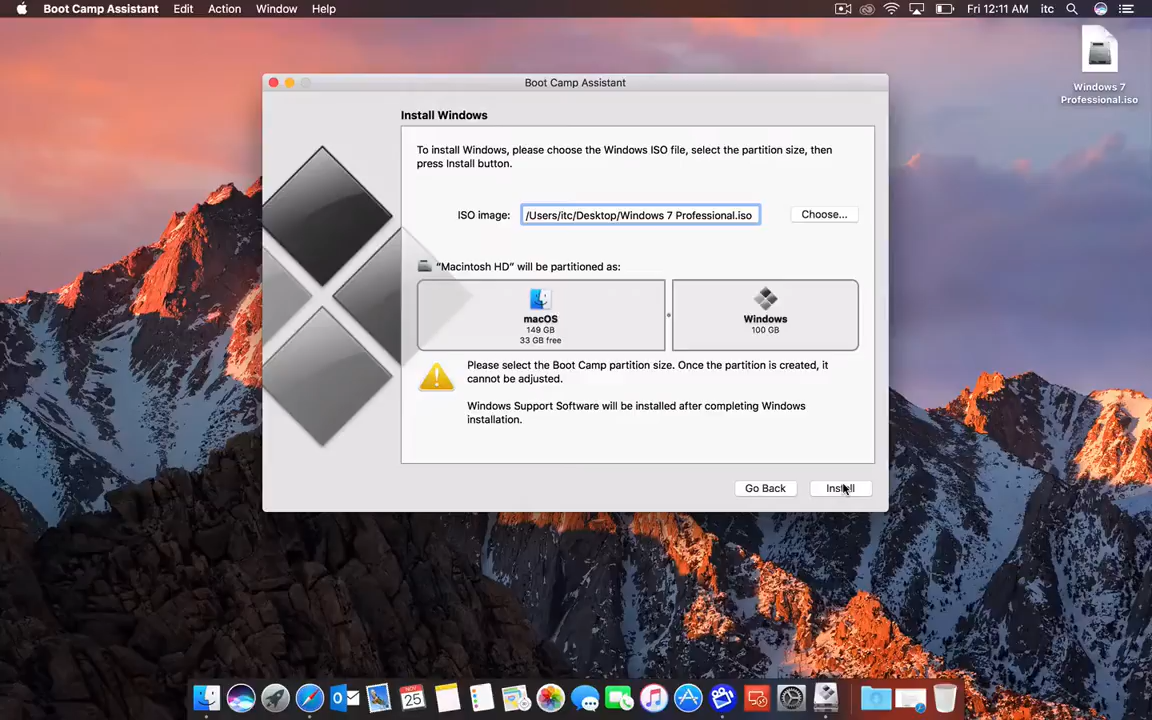 Boot Camp Assistant Edit Action Window Help Fri 12:11 AM itc
Windows 7
Professional.iso
Boot Camp Assistant
Install Windows
To install Windows, please choose the Windows ISO file, select the partition size, then
press Install button.
ISO image: /Users/itc/Desktop/Windows 7 Professional.iso Choose...
“Macintosh HD” will be partitioned as:
macOS
149 GB
33 GB free
Windows
100 GB
Please select the Boot Camp partition size. Once the partition is created, it
cannot be adjusted.
Windows Support Software will be installed after completing Windows
installation.
Go Back Install
NOV
25